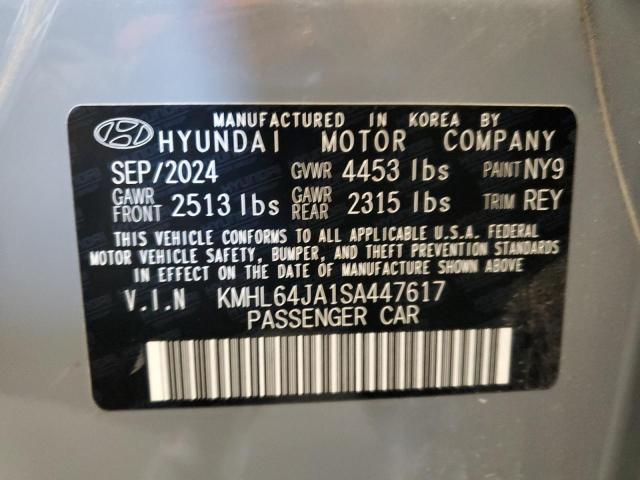 MANUFACTURED IN KOREA BY
HYUNDAI MOTOR COMPANY
SEP/2024 GVWR 4453 lbs PAINT NY9
GAWR FRONT 2513 lbs GAWR REAR 2315 lbs TRIM REY
THIS VEHICLE CONFORMS TO ALL APPLICABLE U.S.A. FEDERAL
MOTOR VEHICLE SAFETY, BUMPER, AND THEFT PREVENTION STANDARDS
IN EFFECT ON THE DATE OF MANUFACTURE SHOWN ABOVE.
V.I.N KMHL64JA1SA447617
PASSENGER CAR